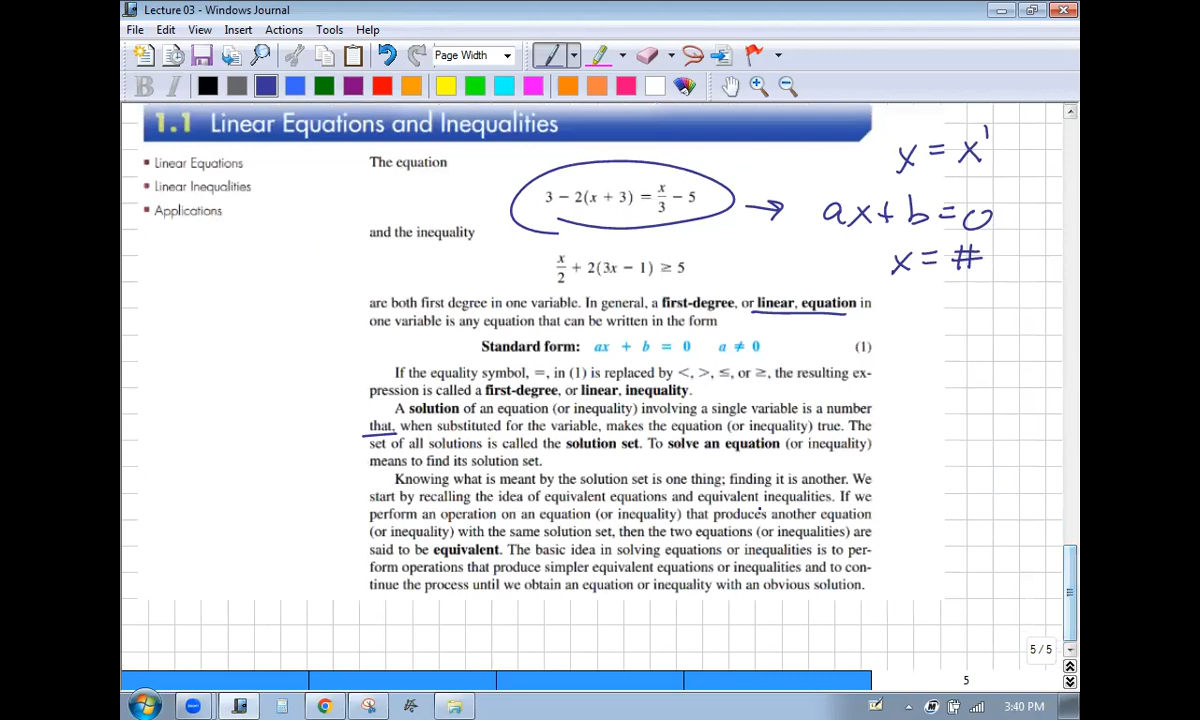 Lecture 03 - Windows Journal
File Edit View Insert Actions Tools Help
Page Width
B I
1.1 Linear Equations and Inequalities
Linear Equations
Linear Inequalities
Applications
The equation
3 − 2(x + 3) = x/3 − 5
and the inequality
x/2 + 2(3x − 1) ≥ 5
are both first degree in one variable. In general, a first-degree, or linear, equation in
one variable is any equation that can be written in the form
Standard form: ax + b = 0 a ≠ 0 (1)
If the equality symbol, =, in (1) is replaced by <, >, ≤, or ≥, the resulting ex-
pression is called a first-degree, or linear, inequality.
A solution of an equation (or inequality) involving a single variable is a number
that, when substituted for the variable, makes the equation (or inequality) true. The
set of all solutions is called the solution set. To solve an equation (or inequality)
means to find its solution set.
Knowing what is meant by the solution set is one thing; finding it is another. We
start by recalling the idea of equivalent equations and equivalent inequalities. If we
perform an operation on an equation (or inequality) that produces another equation
(or inequality) with the same solution set, then the two equations (or inequalities) are
said to be equivalent. The basic idea in solving equations or inequalities is to per-
form operations that produce simpler equivalent equations or inequalities and to con-
tinue the process until we obtain an equation or inequality with an obvious solution.
y = x¹
→ ax + b = 0
x = #
5 / 5
5
3:40 PM